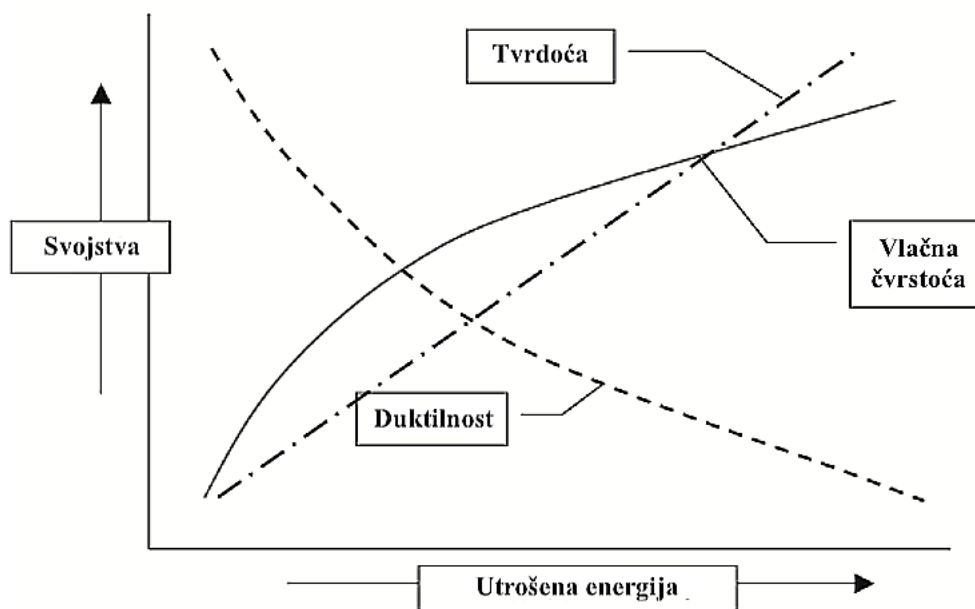 Tvrdoća
Svojstva
Vlačna
čvrstoća
Duktilnost
Utrošena energija